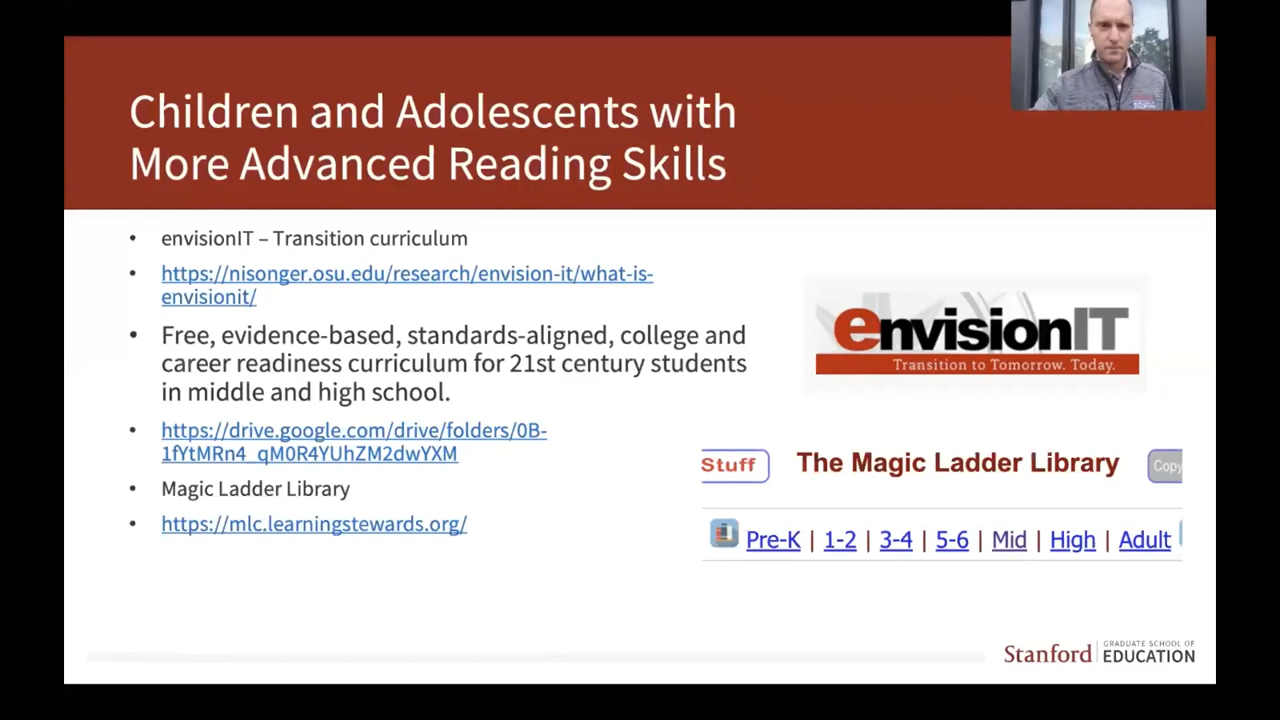 Children and Adolescents with
More Advanced Reading Skills
• envisionIT – Transition curriculum
• https://nisonger.osu.edu/research/envision-it/what-is-
envisionit/
• Free, evidence-based, standards-aligned, college and
career readiness curriculum for 21st century students
in middle and high school.
• https://drive.google.com/drive/folders/0B-
1fYtMRn4_qM0R4YUhZM2dwYXM
• Magic Ladder Library
• https://mlc.learningstewards.org/
envisionIT
Transition to Tomorrow. Today.
Stuff The Magic Ladder Library Copy
Pre-K | 1-2 | 3-4 | 5-6 | Mid | High | Adult
Stanford GRADUATE SCHOOL OF
EDUCATION